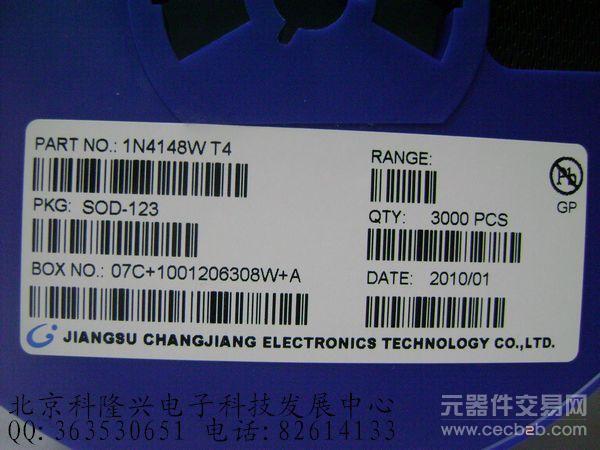 PART NO.: 1N4148W T4
RANGE:
Pb
GP
PKG: SOD-123
QTY: 3000 PCS
BOX NO.: 07C+1001206308W+A
DATE: 2010/01
JIANGSU CHANGJIANG ELECTRONICS TECHNOLOGY CO.,LTD.
北京科隆兴电子科技发展中心
QQ:363530651 电话:82614133
元器件交易网
www.cecb2b.com